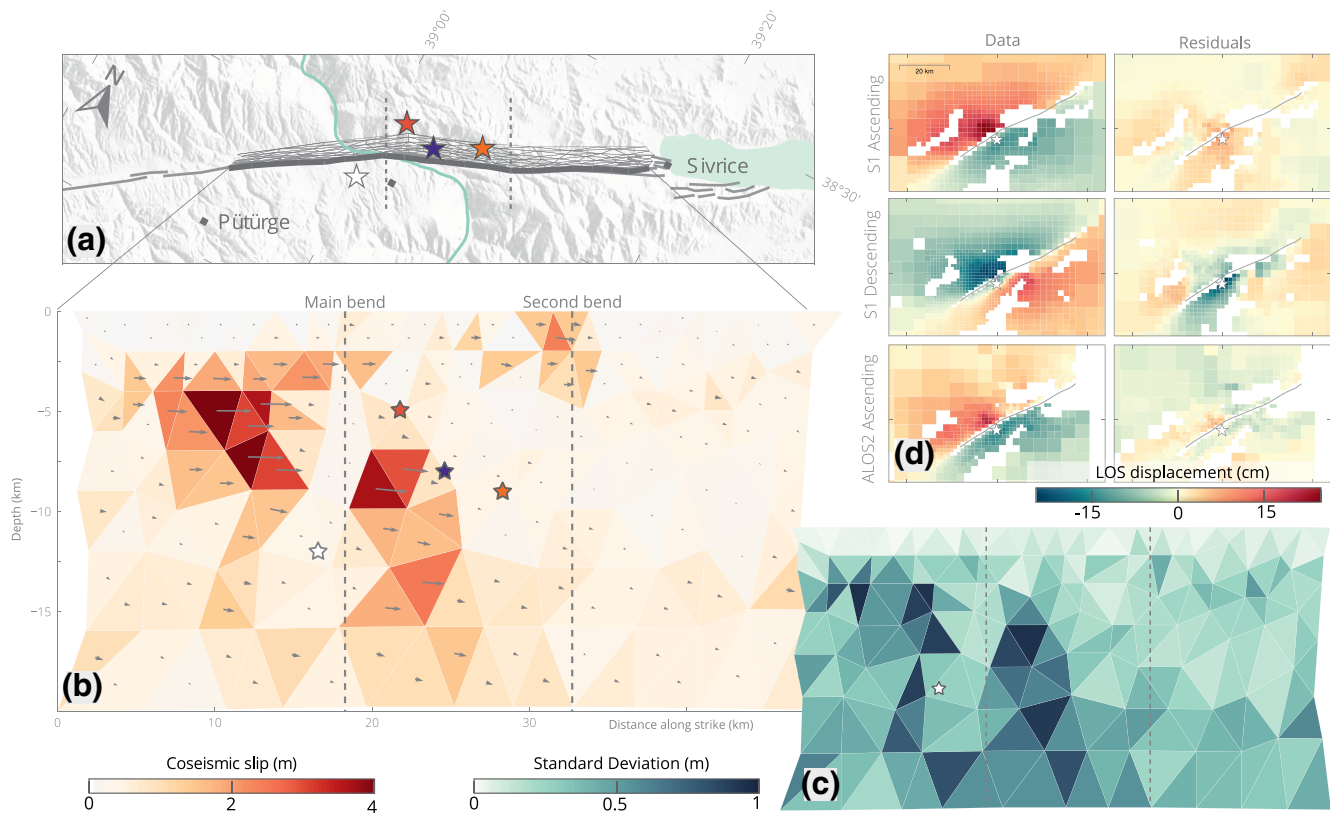 39°00'
39°20'
N
Sivrice
38°30'
Pütürge
(a)
Data
Residuals
S1 Ascending
20 km
S1 Descending
ALOS2 Ascending
(d)
LOS displacement (cm)
-15
0
15
Main bend
Second bend
0
−5
−10
−15
Depth (km)
(b)
0
10
20
30
Distance along strike (km)
(c)
Coseismic slip (m)
0
2
4
Standard Deviation (m)
0
0.5
1